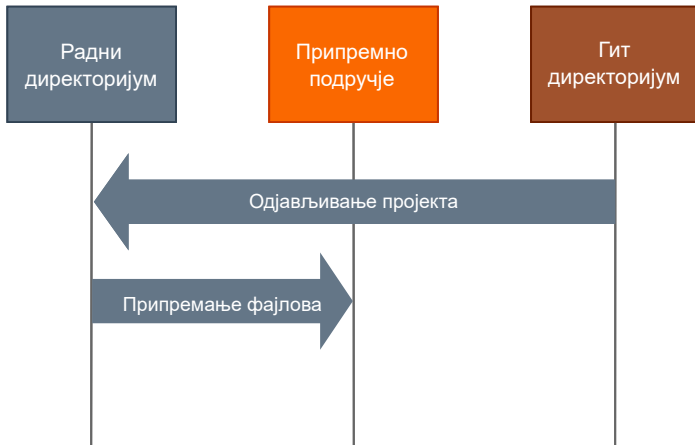 Радни
директоријум
Припремно
подручје
Гит
директоријум
Одјављивање пројекта
Припремање фајлова